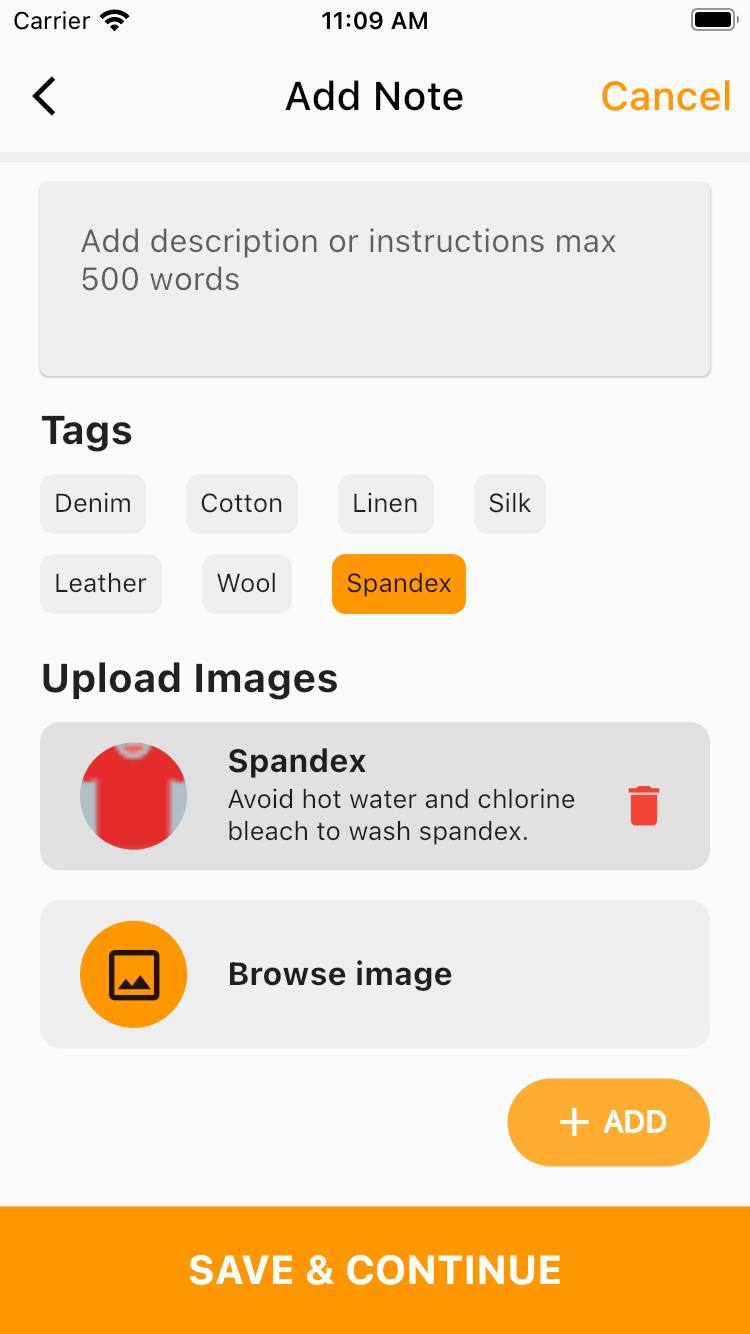 Carrier 11:09 AM
Add Note Cancel
Add description or instructions max
500 words
Tags
Denim Cotton Linen Silk
Leather Wool Spandex
Upload Images
Spandex
Avoid hot water and chlorine
bleach to wash spandex.
Browse image
+ ADD
SAVE & CONTINUE